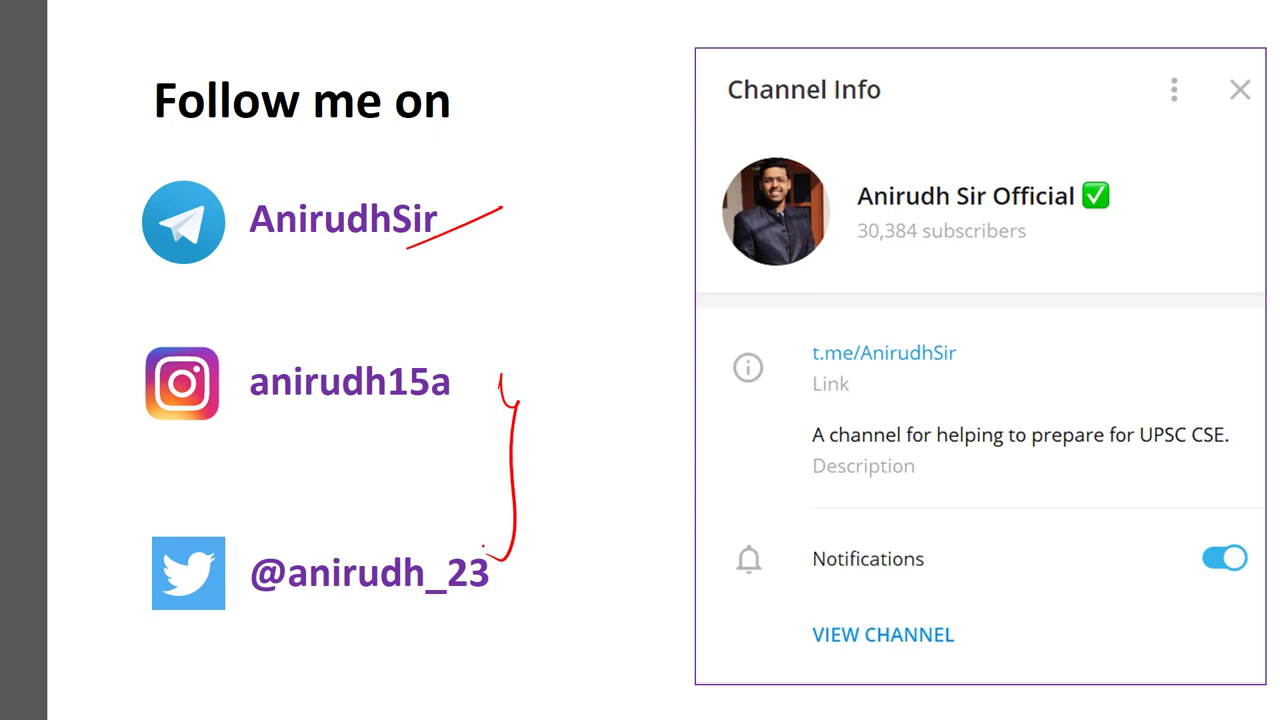 Follow me on
AnirudhSir
anirudh15a
@anirudh_23
Channel Info
Anirudh Sir Official ✅
30,384 subscribers
t.me/AnirudhSir
Link
A channel for helping to prepare for UPSC CSE.
Description
Notifications
VIEW CHANNEL